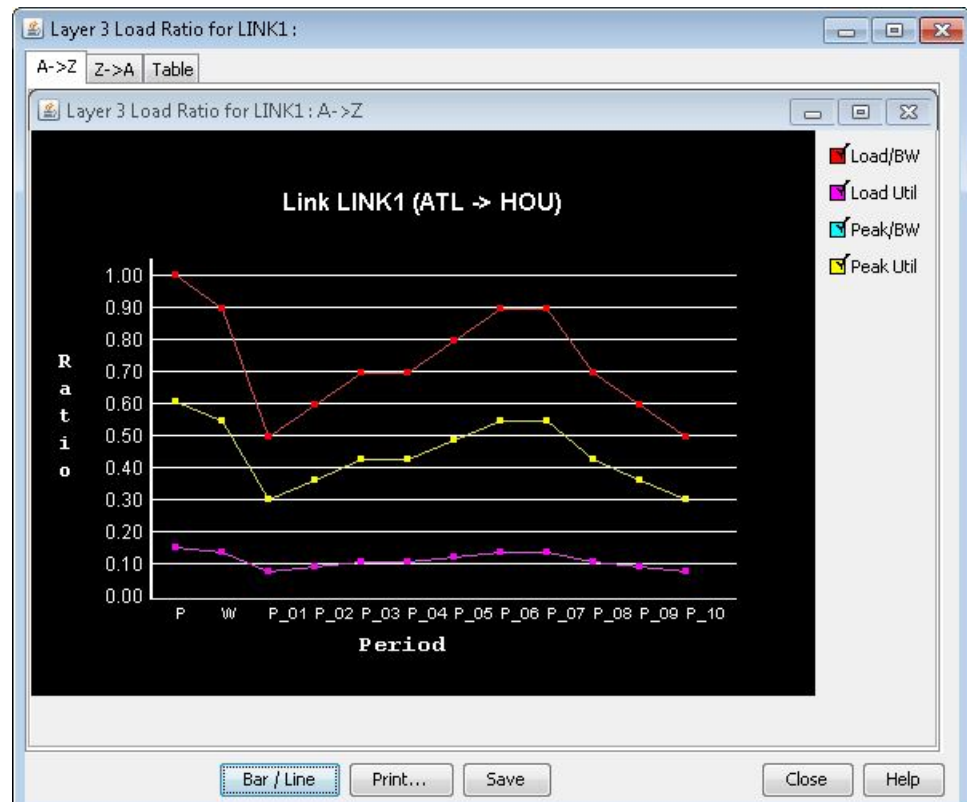 Layer 3 Load Ratio for LINK1 :
A->Z Z->A Table
Layer 3 Load Ratio for LINK1 : A->Z
Load/BW
Load Util
Peak/BW
Peak Util
Link LINK1 (ATL -> HOU)
1.00
0.90
0.80
0.70
0.60
0.50
0.40
0.30
0.20
0.10
0.00
Ratio
P W P_01 P_02 P_03 P_04 P_05 P_06 P_07 P_08 P_09 P_10
Period
Bar / Line Print... Save Close Help